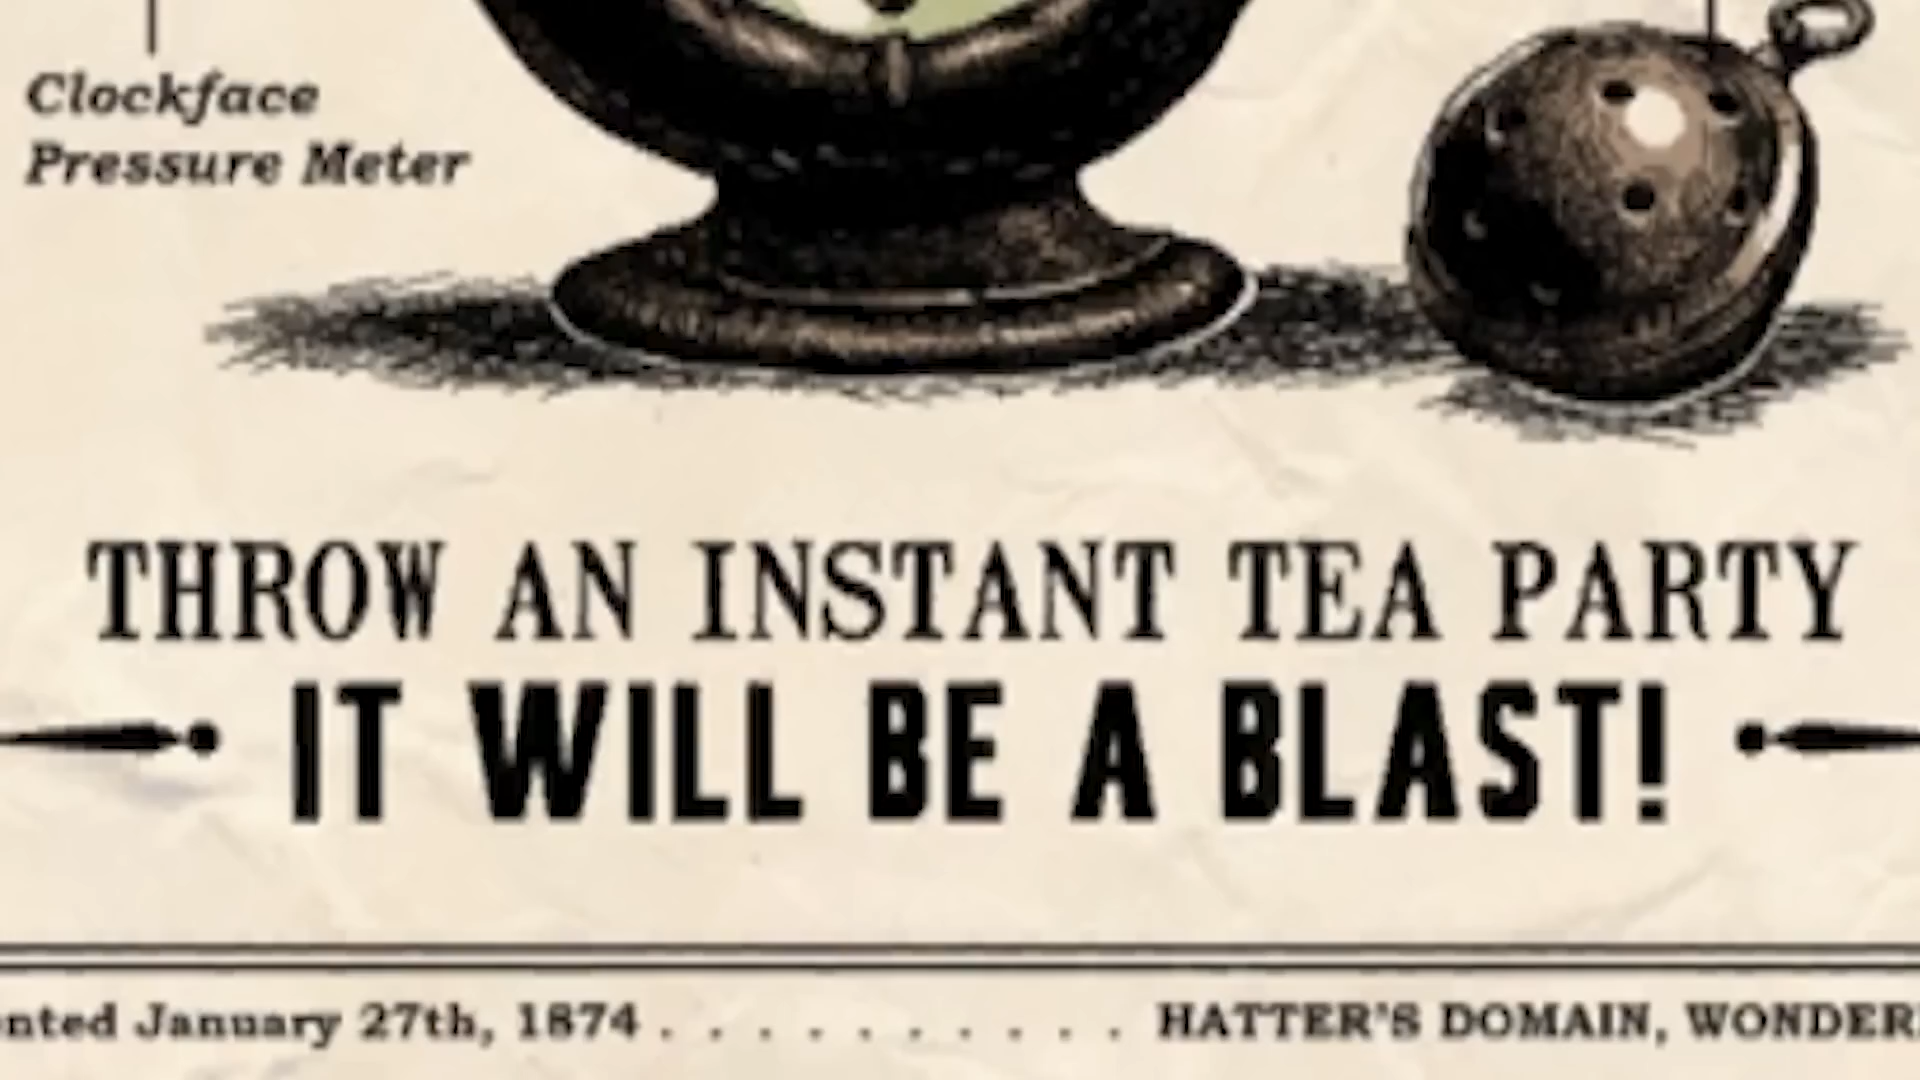 Clockface
Pressure Meter
THROW AN INSTANT TEA PARTY
IT WILL BE A BLAST!
nted January 27th, 1874 . . . . . . . . . . HATTER'S DOMAIN, WONDER